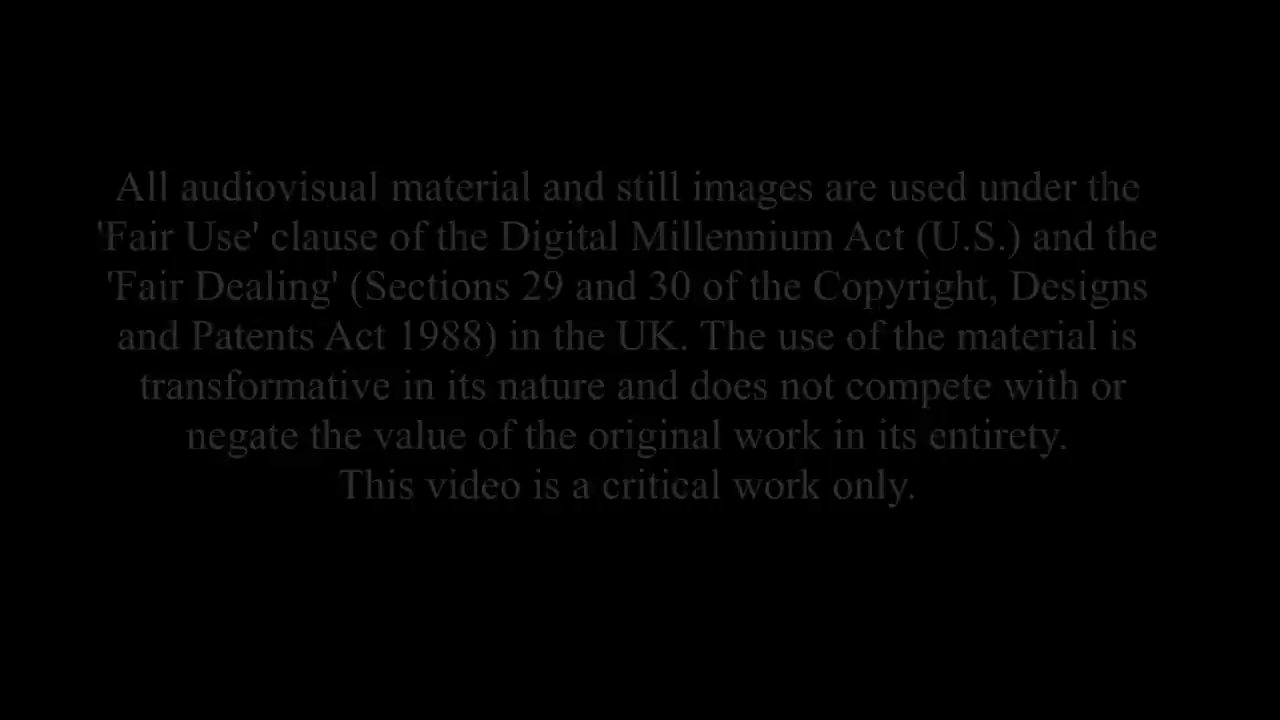 All audiovisual material and still images are used under the
'Fair Use' clause of the Digital Millennium Act (U.S.) and the
'Fair Dealing' (Sections 29 and 30 of the Copyright, Designs
and Patents Act 1988) in the UK. The use of the material is
transformative in its nature and does not compete with or
negate the value of the original work in its entirety.
This video is a critical work only.